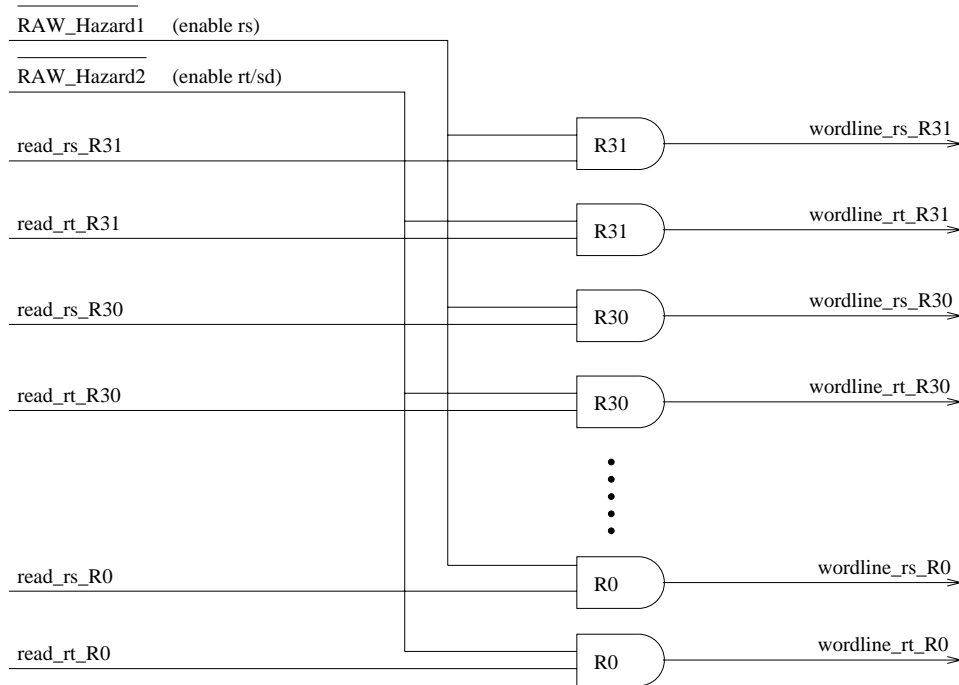 RAW_Hazard1 (enable rs)
RAW_Hazard2 (enable rt/sd)
read_rs_R31 R31 wordline_rs_R31
read_rt_R31 R31 wordline_rt_R31
read_rs_R30 R30 wordline_rs_R30
read_rt_R30 R30 wordline_rt_R30
read_rs_R0 R0 wordline_rs_R0
read_rt_R0 R0 wordline_rt_R0